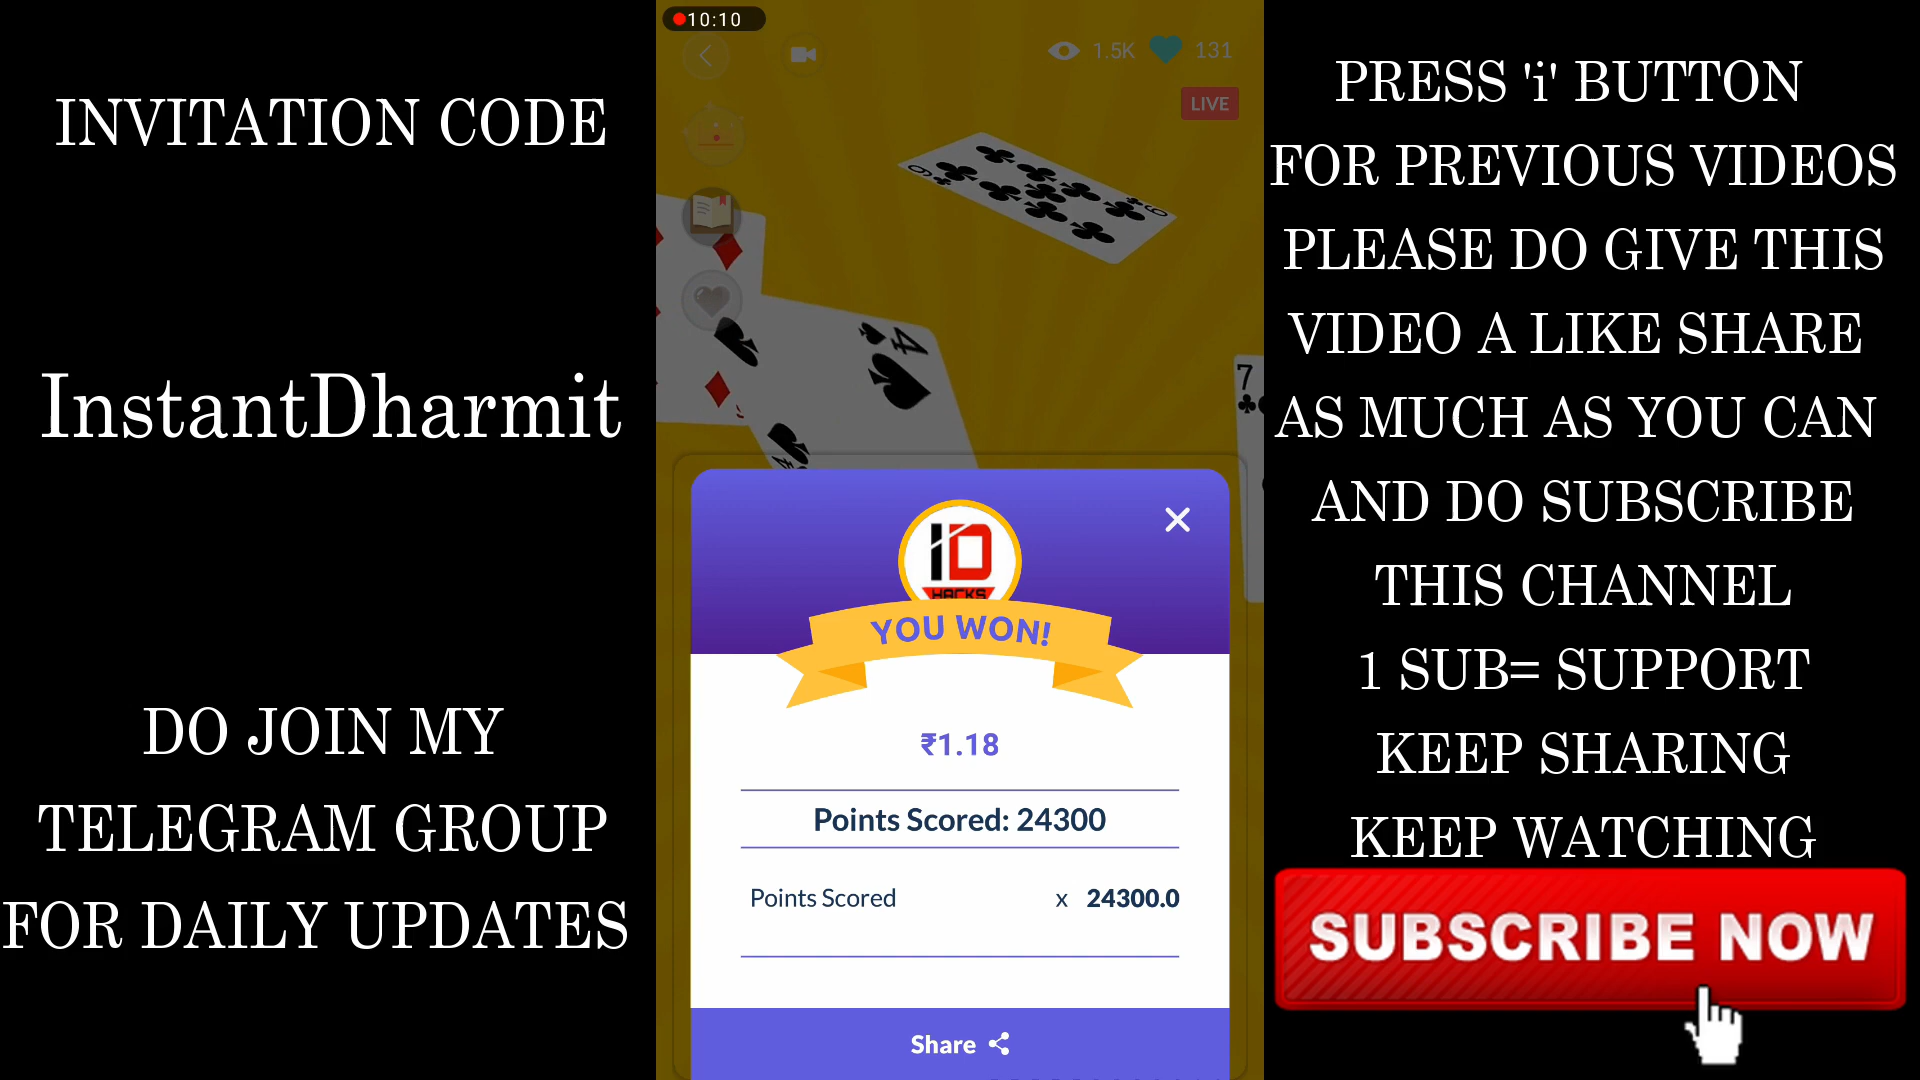 INVITATION CODE
InstantDharmit
DO JOIN MY
TELEGRAM GROUP
FOR DAILY UPDATES
10:10
1.5K 131
LIVE
9
9
4
7
ID
HACKS
YOU WON!
₹1.18
Points Scored: 24300
Points Scored x 24300.0
Share
PRESS 'i' BUTTON
FOR PREVIOUS VIDEOS
PLEASE DO GIVE THIS
VIDEO A LIKE SHARE
AS MUCH AS YOU CAN
AND DO SUBSCRIBE
THIS CHANNEL
1 SUB= SUPPORT
KEEP SHARING
KEEP WATCHING
SUBSCRIBE NOW